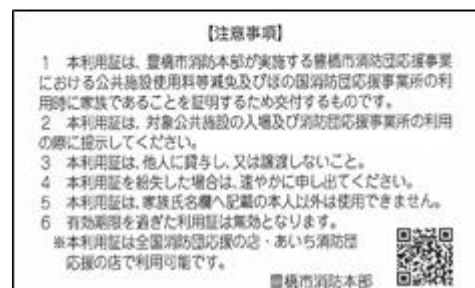 【注意事項】
1 本利用証は、豊橋市消防本部が実施する豊橋市消防団応援事業
における公共施設使用料等減免及びほの国消防団応援事業所の利
用時に家族であることを証明するため交付するものです。
2 本利用証は、対象公共施設の入場及び消防団応援事業所の利用
の際に提示してください。
3 本利用証は、他人に貸与し、又は譲渡しないこと。
4 本利用証を紛失した場合は、速やかに申し出てください。
5 本利用証は、家族氏名欄へ記載の本人以外は使用できません。
6 有効期限を過ぎた利用証は無効となります。
※本利用証は全国消防団応援の店・あいち消防団
応援の店で利用可能です。
豊橋市消防本部